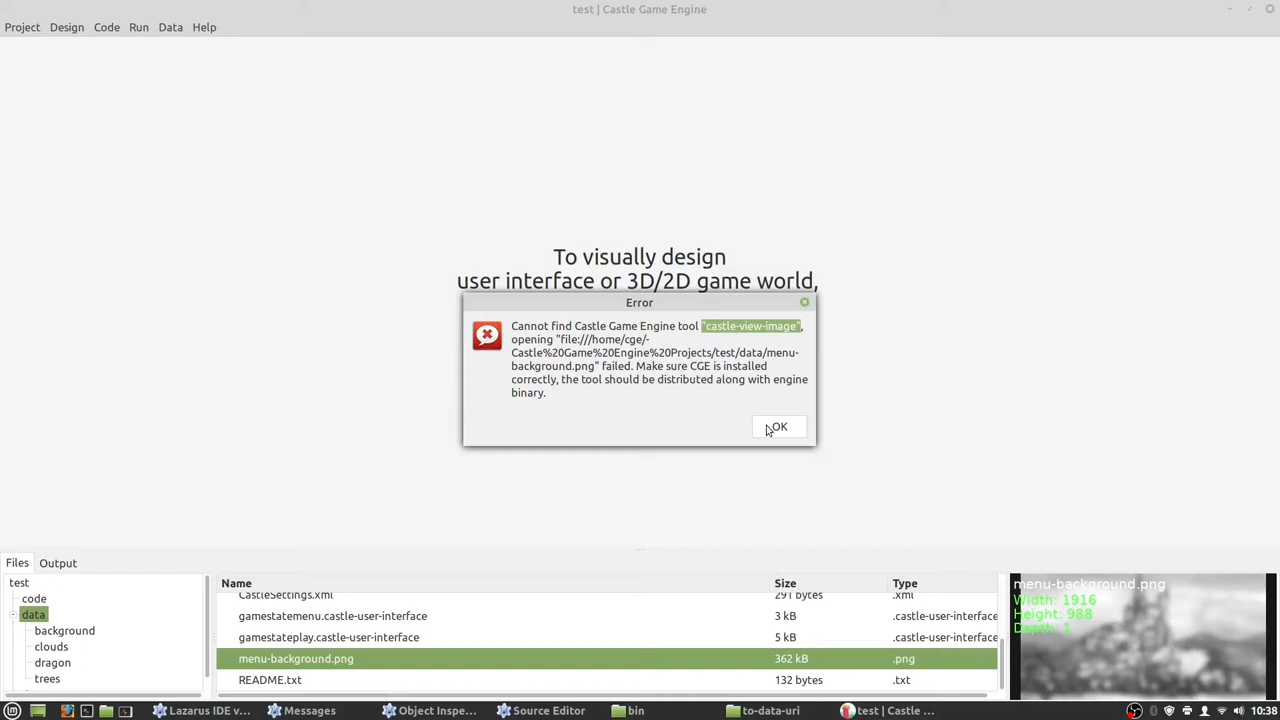 test | Castle Game Engine
Project Design Code Run Data Help
To visually design
user interface or 3D/2D game world,
Error
Cannot find Castle Game Engine tool "castle-view-image",
opening "file:///home/cge/-
Castle%20Game%20Engine%20Projects/test/data/menu-
background.png" failed. Make sure CGE is installed
correctly, the tool should be distributed along with engine
binary.
OK
Files Output
test
code
data
background
clouds
dragon
trees
Name Size Type
CastleSettings.xml 291 bytes .xml
gamestatemenu.castle-user-interface 3 kB .castle-user-interface
gamestateplay.castle-user-interface 5 kB .castle-user-interface
menu-background.png 362 kB .png
README.txt 132 bytes .txt
menu-background.png
Width: 1916
Height: 988
Depth: 1
Lazarus IDE v... Messages Object Inspe... Source Editor bin to-data-uri test | Castle ... 10:38